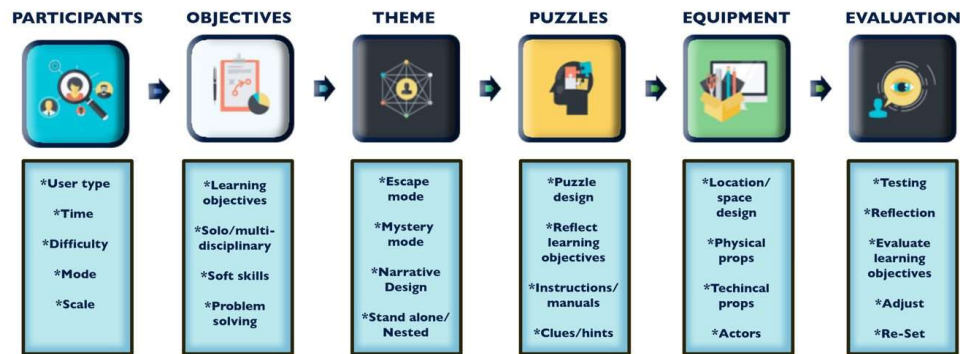 PARTICIPANTS
OBJECTIVES
THEME
PUZZLES
EQUIPMENT
EVALUATION
*User type
*Time
*Difficulty
*Mode
*Scale
*Learning
objectives
*Solo/multi-
disciplinary
*Soft skills
*Problem
solving
*Escape
mode
*Mystery
mode
*Narrative
Design
*Stand alone/
Nested
*Puzzle
design
*Reflect
learning
objectives
*Instructions/
manuals
*Clues/hints
*Location/
space
design
*Physical
props
*Techincal
props
*Actors
*Testing
*Reflection
*Evaluate
learning
objectives
*Adjust
*Re-Set